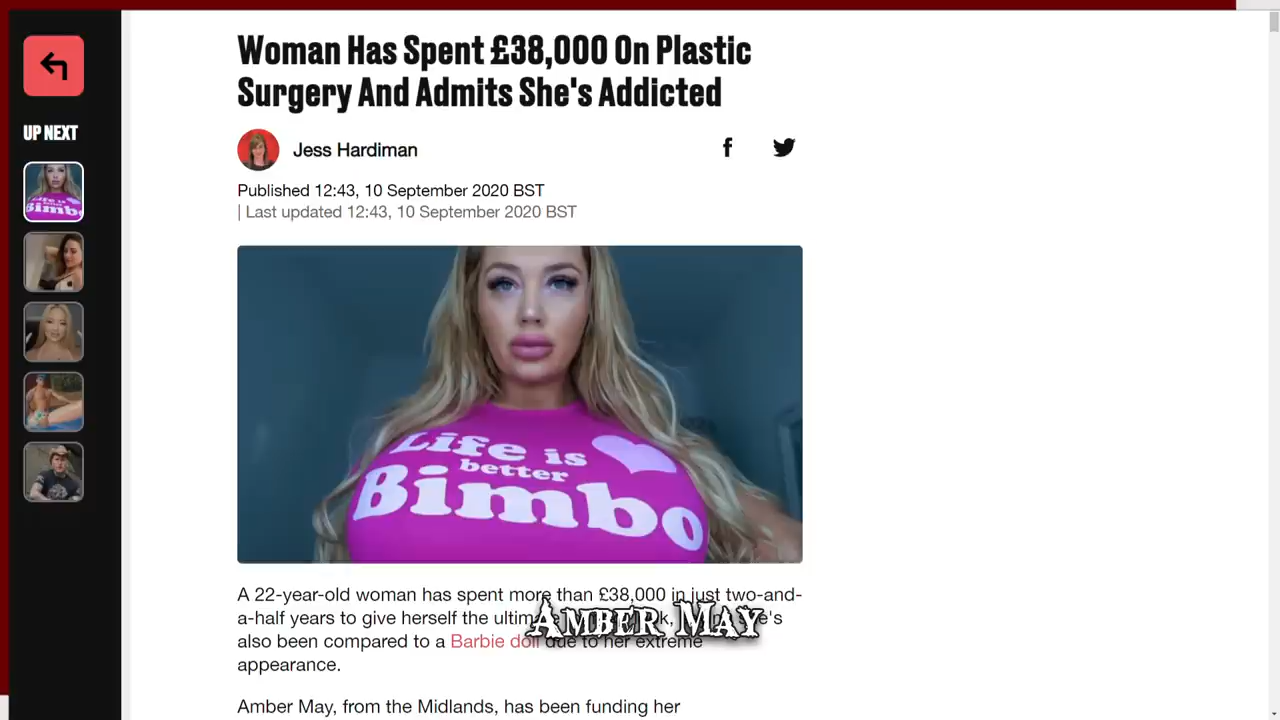 Woman Has Spent £38,000 On Plastic
Surgery And Admits She's Addicted
UP NEXT
Jess Hardiman
Published 12:43, 10 September 2020 BST
| Last updated 12:43, 10 September 2020 BST
Life is
better
Bimbo
A 22-year-old woman has spent more than £38,000 in just two-and-
a-half years to give herself the
AMBER MAY
also been compared to a Barbie doll due to her extreme
appearance.
Amber May, from the Midlands, has been funding her